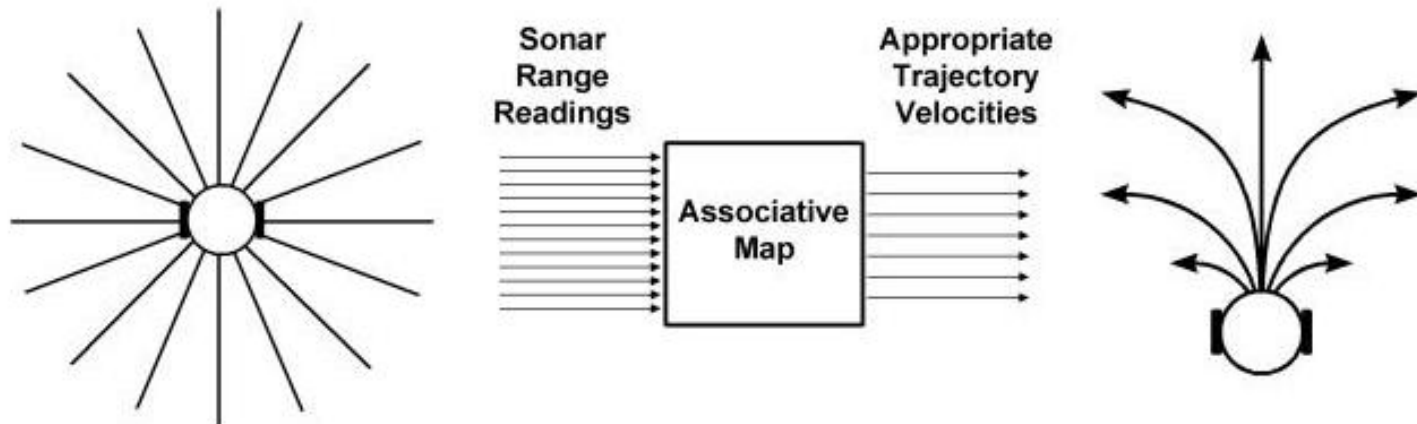 Sonar
Range
Readings
Associative
Map
Appropriate
Trajectory
Velocities